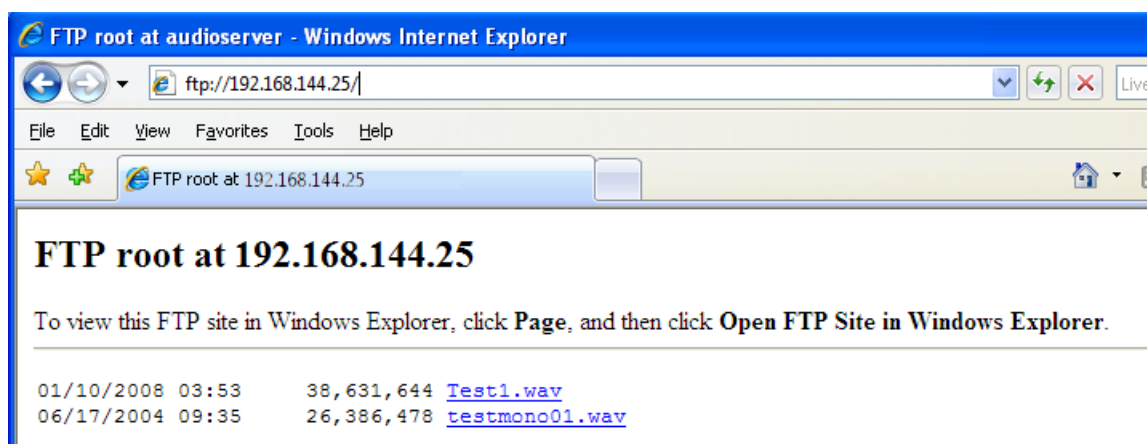 FTP root at audioserver - Windows Internet Explorer
ftp://192.168.144.25/
Live
File Edit View Favorites Tools Help
FTP root at 192.168.144.25
FTP root at 192.168.144.25
To view this FTP site in Windows Explorer, click Page, and then click Open FTP Site in Windows Explorer.
01/10/2008 03:53 38,631,644 Test1.wav
06/17/2004 09:35 26,386,478 testmono01.wav